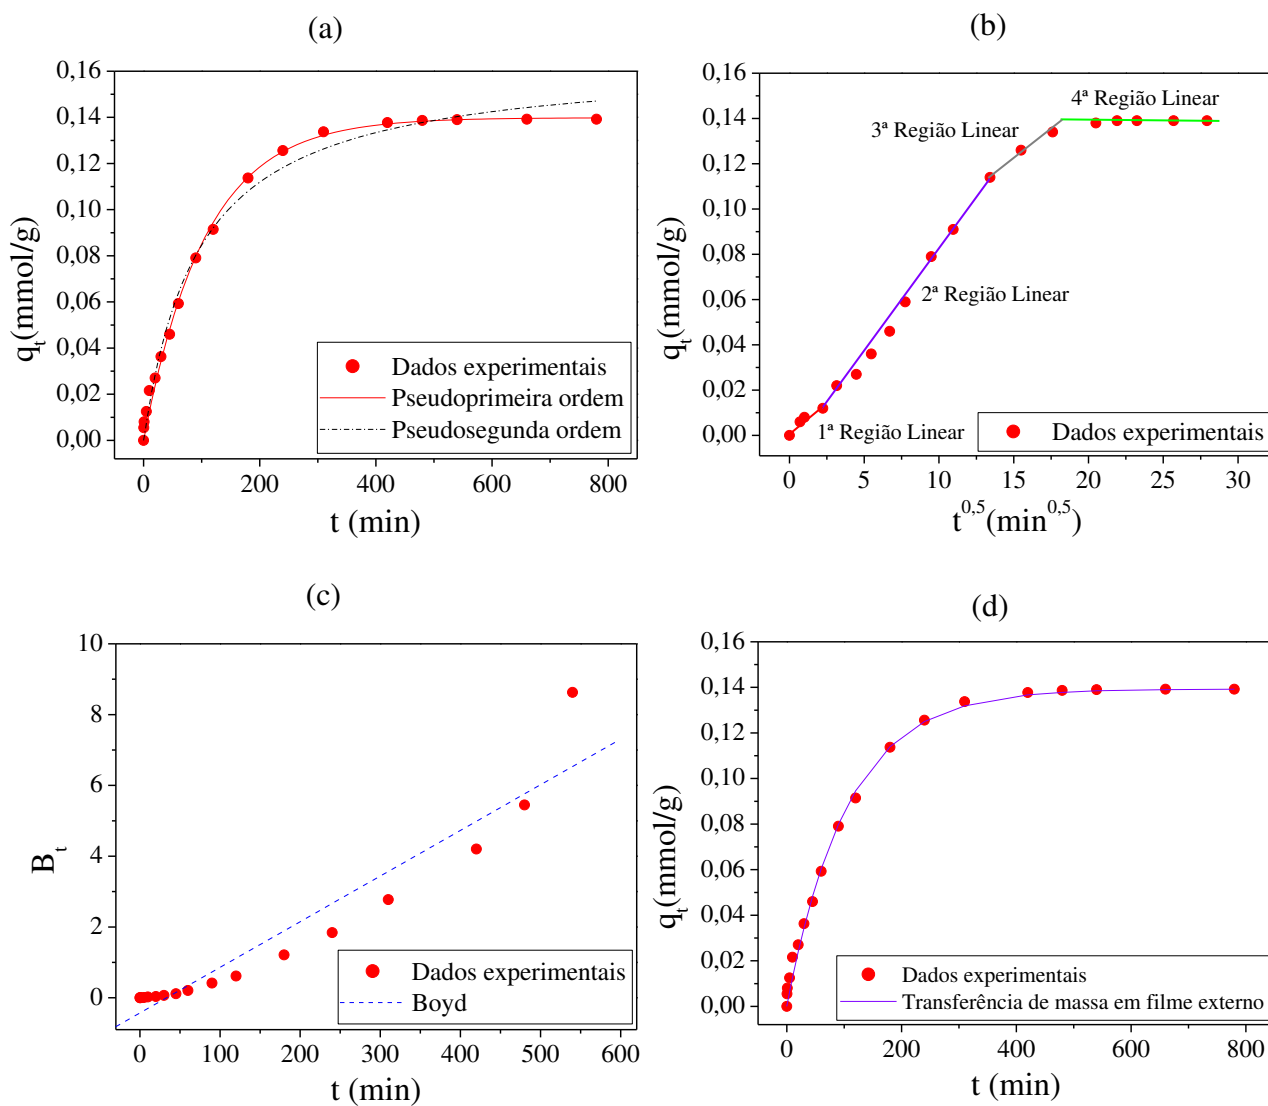 (a)
0,16
0,14
0,12
0,10
0,08
0,06
0,04
0,02
0,00
q_t(mmol/g)
Dados experimentais
Pseudoprimeira ordem
Pseudosegunda ordem
0 200 400 600 800
t (min)
(b)
0,16
0,14
0,12
0,10
0,08
0,06
0,04
0,02
0,00
q_t(mmol/g)
4ª Região Linear
3ª Região Linear
2ª Região Linear
1ª Região Linear
Dados experimentais
0 5 10 15 20 25 30
t^0,5(min^0,5)
(c)
10
8
6
4
2
0
B_t
Dados experimentais
Boyd
0 100 200 300 400 500 600
t (min)
(d)
0,16
0,14
0,12
0,10
0,08
0,06
0,04
0,02
0,00
q_t(mmol/g)
Dados experimentais
Transferência de massa em filme externo
0 200 400 600 800
t (min)